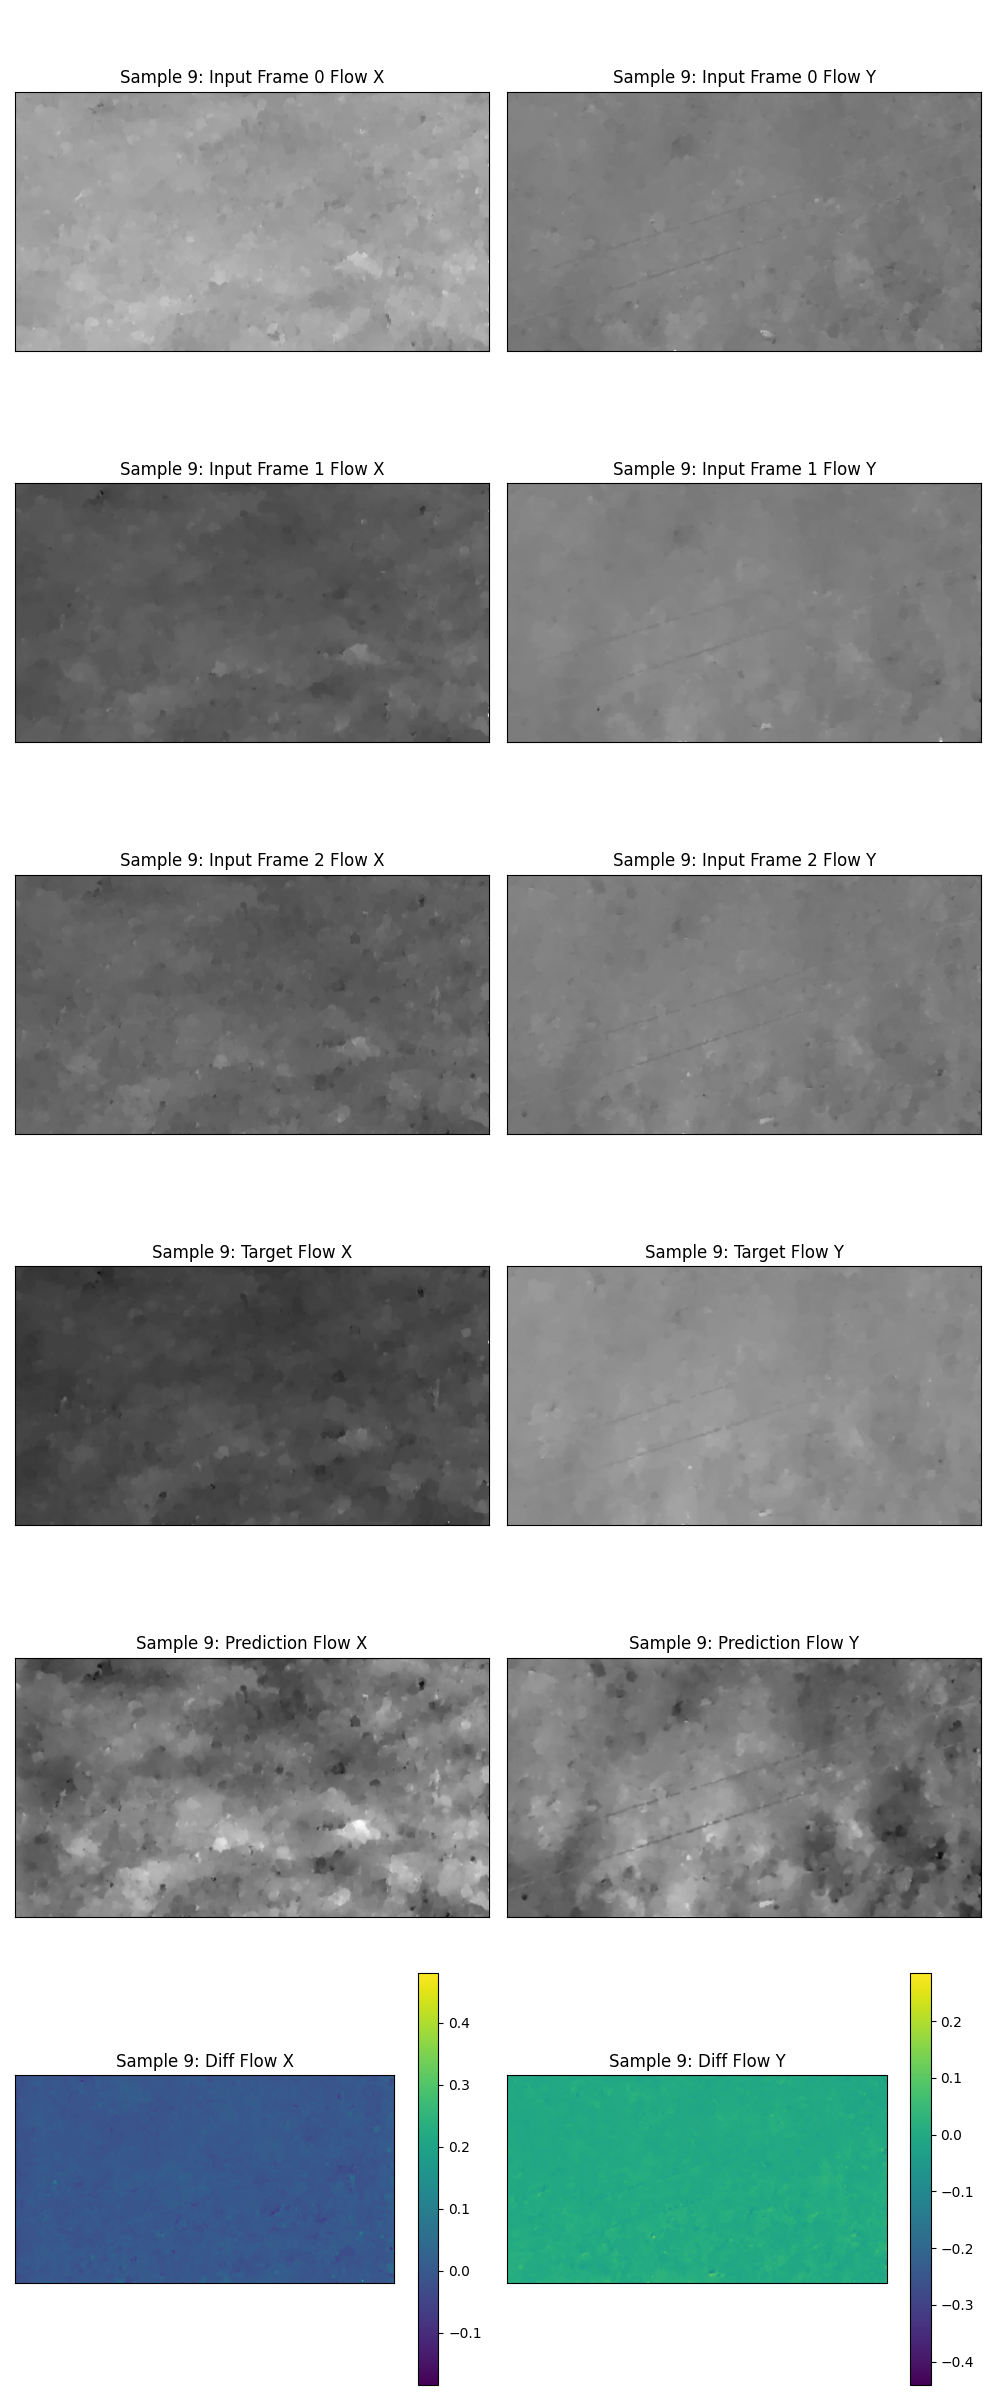 Sample 9: Input Frame 0 Flow X
Sample 9: Input Frame 0 Flow Y
Sample 9: Input Frame 1 Flow X
Sample 9: Input Frame 1 Flow Y
Sample 9: Input Frame 2 Flow X
Sample 9: Input Frame 2 Flow Y
Sample 9: Target Flow X
Sample 9: Target Flow Y
Sample 9: Prediction Flow X
Sample 9: Prediction Flow Y
Sample 9: Diff Flow X
0.4
0.3
0.2
0.1
0.0
−0.1
Sample 9: Diff Flow Y
0.2
0.1
0.0
−0.1
−0.2
−0.3
−0.4